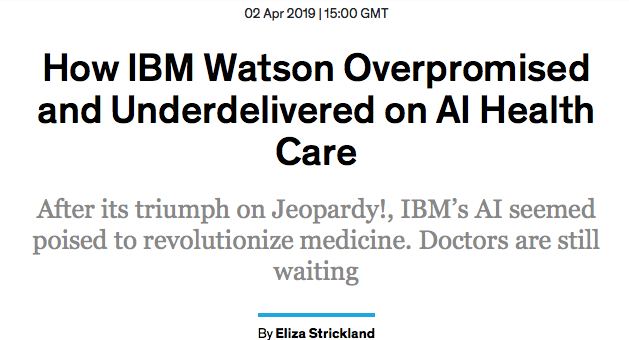 02 Apr 2019 | 15:00 GMT
How IBM Watson Overpromised
and Underdelivered on AI Health
Care
After its triumph on Jeopardy!, IBM’s AI seemed
poised to revolutionize medicine. Doctors are still
waiting
By Eliza Strickland